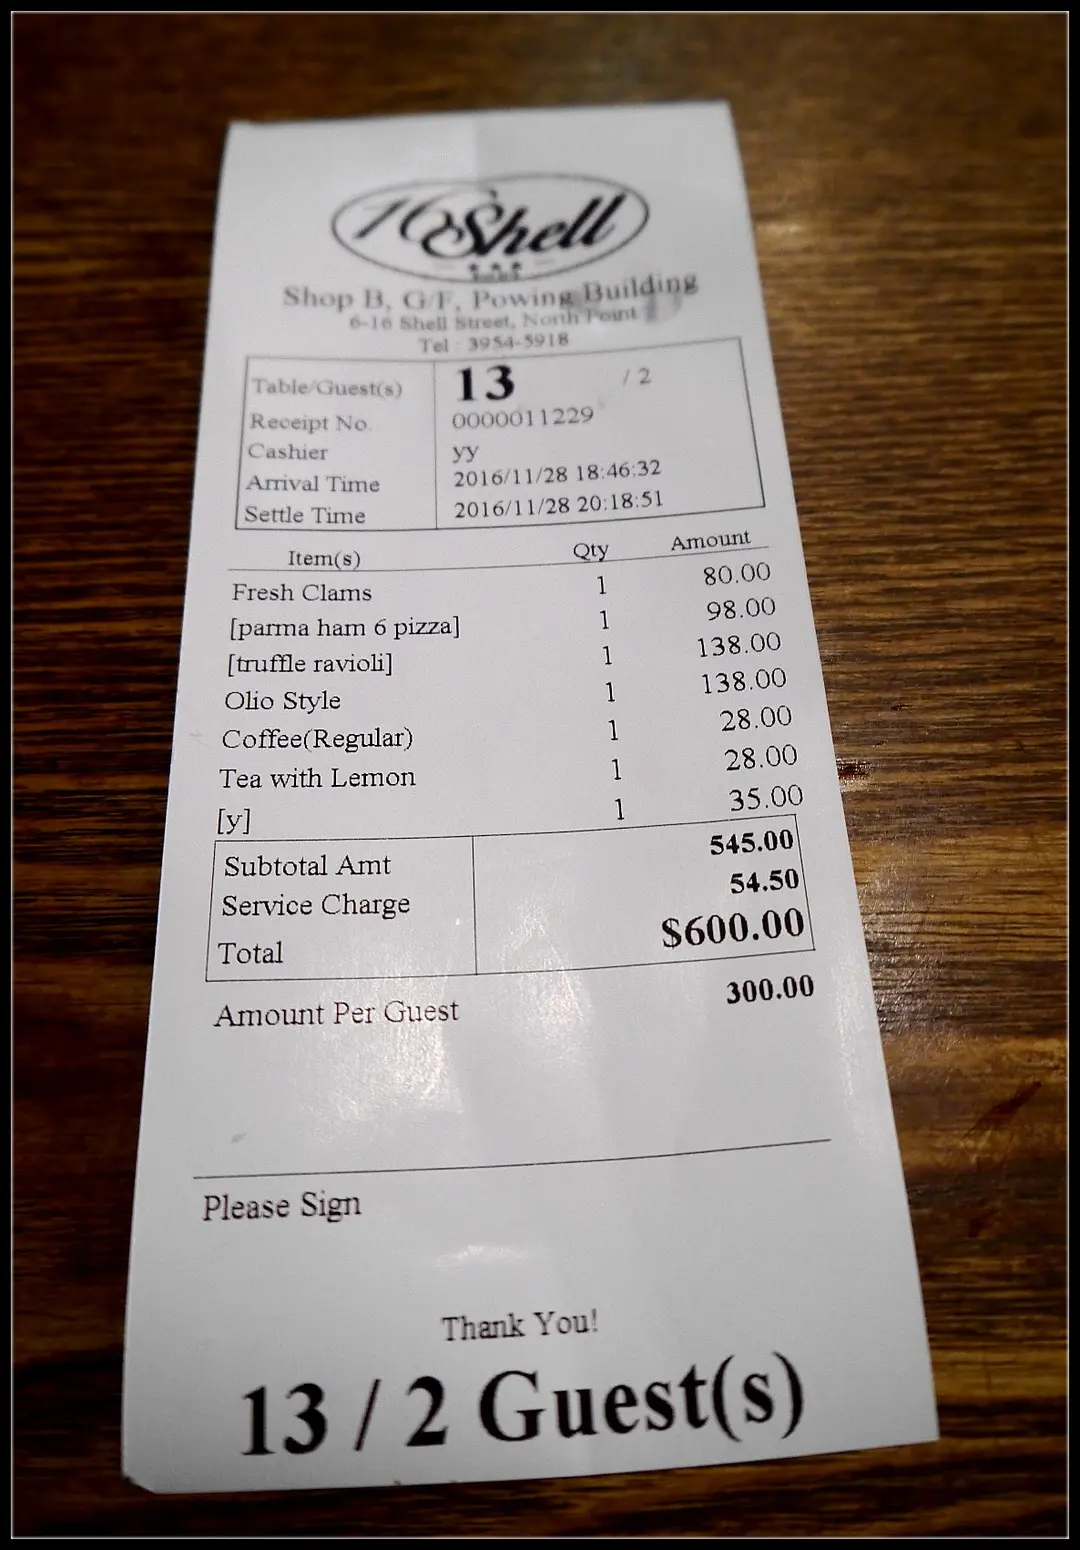 16 Shell
Shop B, G/F, Powing Building
6-16 Shell Street, North Point
Tel : 3954-5918
Table/Guest(s) 13 / 2
Receipt No. 0000011229
Cashier yy
Arrival Time 2016/11/28 18:46:32
Settle Time 2016/11/28 20:18:51
Item(s) Qty Amount
Fresh Clams 1 80.00
[parma ham 6 pizza] 1 98.00
[truffle ravioli] 1 138.00
Olio Style 1 138.00
Coffee(Regular) 1 28.00
Tea with Lemon 1 28.00
[y] 1 35.00
Subtotal Amt 545.00
Service Charge 54.50
Total $600.00
Amount Per Guest 300.00
Please Sign
Thank You!
13 / 2 Guest(s)